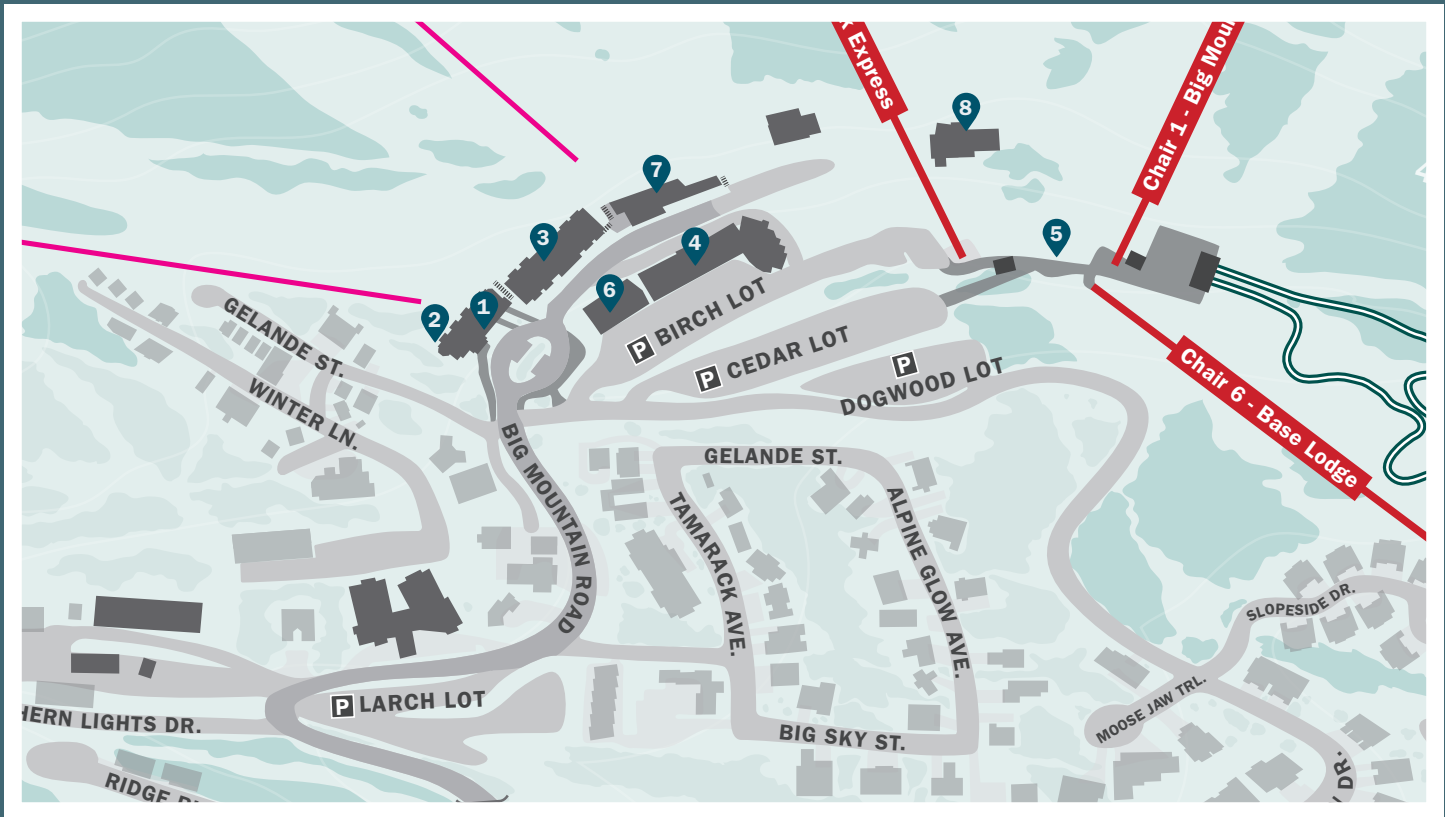 Express
Chair 1 - Big Mou
8
7
5
3
4
6
1
2
GELANDE ST.
WINTER LN.
P BIRCH LOT
P CEDAR LOT
P
DOGWOOD LOT
Chair 6 - Base Lodge
BIG MOUNTAIN ROAD
GELANDE ST.
TAMARACK AVE.
ALPINE GLOW AVE.
SLOPESIDE DR.
MOOSE JAW TRL.
P LARCH LOT
HERN LIGHTS DR.
BIG SKY ST.
RIDGE
DR.